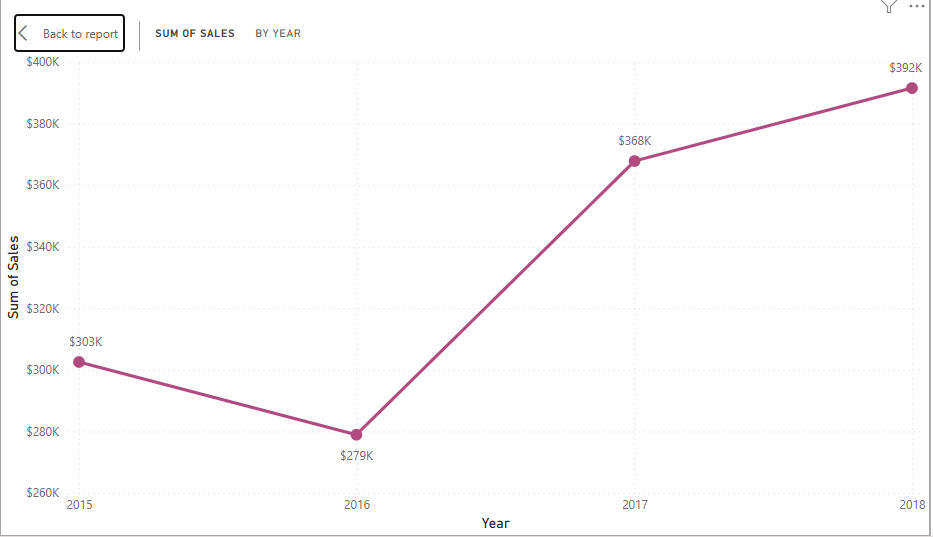 Back to report
SUM OF SALES BY YEAR
$400K
$392K
$380K
$368K
$360K
$340K
Sum of Sales
$320K
$303K
$300K
$280K
$279K
$260K
2015 2016 2017 2018
Year